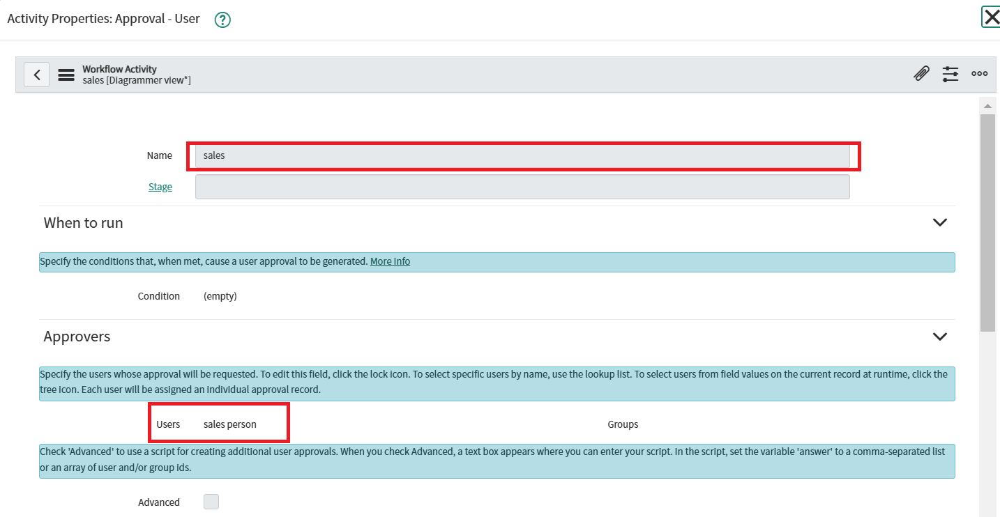 Activity Properties: Approval - User ?
Workflow Activity
sales [Diagrammer view*]
Name sales
Stage
When to run
Specify the conditions that, when met, cause a user approval to be generated. More Info
Condition (empty)
Approvers
Specify the users whose approval will be requested. To edit this field, click the lock icon. To select specific users by name, use the lookup list. To select users from field values on the current record at runtime, click the
tree icon. Each user will be assigned an individual approval record.
Users sales person Groups
Check 'Advanced' to use a script for creating additional user approvals. When you check Advanced, a text box appears where you can enter your script. In the script, set the variable 'answer' to a comma-separated list
or an array of user and/or group ids.
Advanced